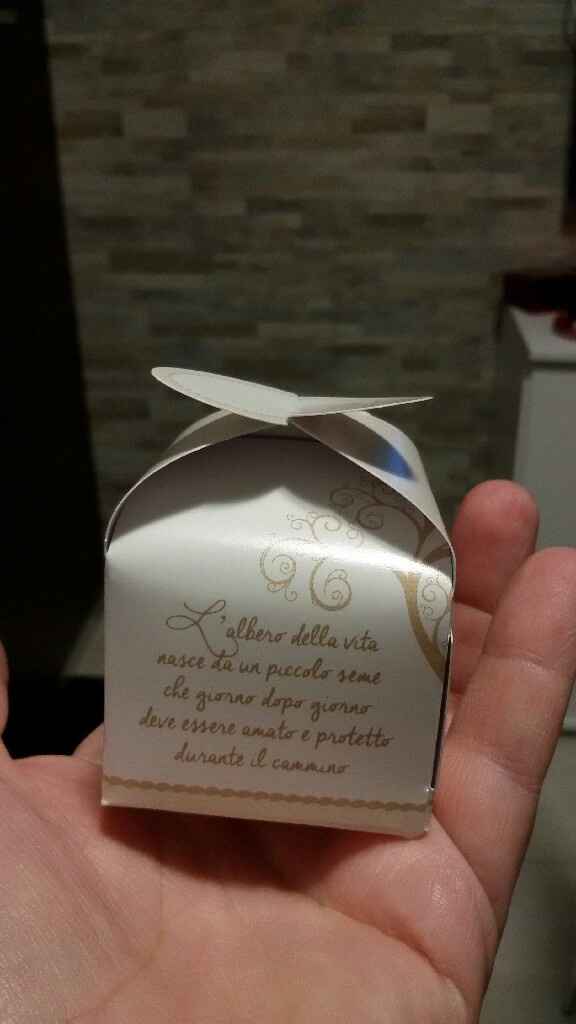 L'albero della vita
nasce da un piccolo seme
che giorno dopo giorno
deve essere amato e protetto
durante il cammino